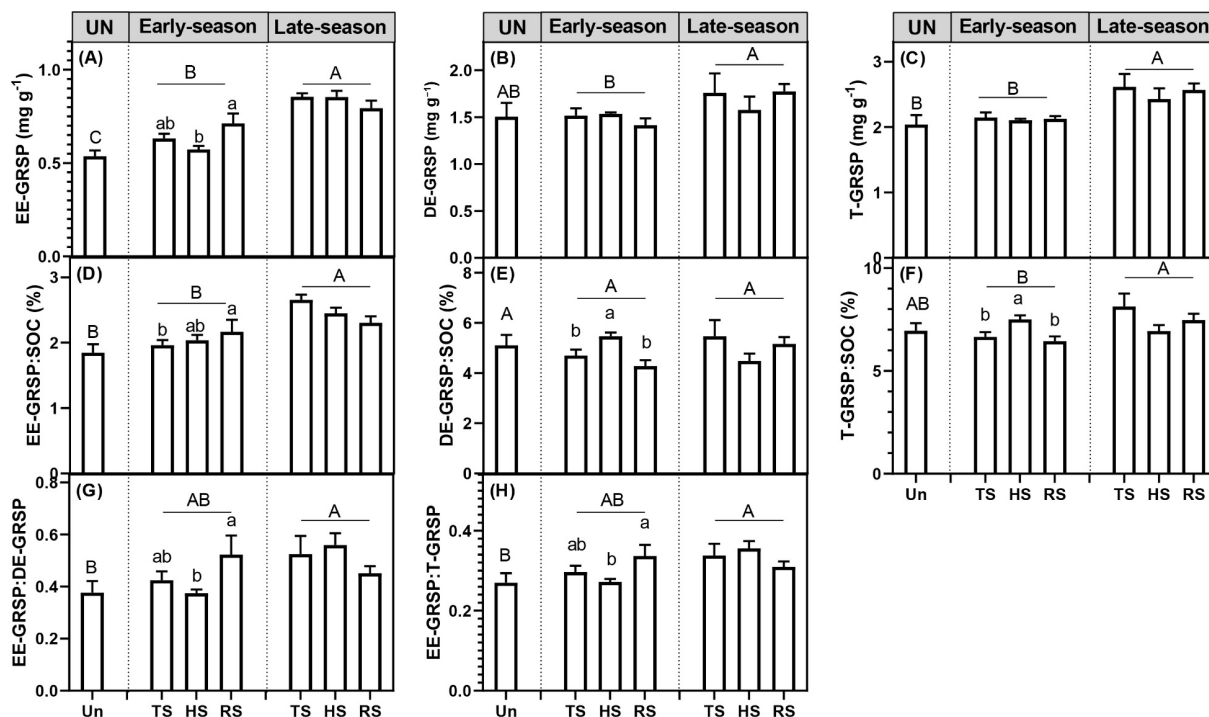 UN Early-season Late-season
UN Early-season Late-season
UN Early-season Late-season
(A)
EE-GRSP (mg g⁻¹)
1.0
0.5
0.0
C
B
ab
b
a
A
(B)
DE-GRSP (mg g⁻¹)
2.0
1.5
1.0
0.5
0.0
AB
B
A
(C)
T-GRSP (mg g⁻¹)
3
2
1
0
B
B
A
(D)
EE-GRSP:SOC (%)
3
2
1
0
B
B
b
ab
a
A
(E)
DE-GRSP:SOC (%)
8
6
4
2
0
A
A
b
a
b
A
(F)
T-GRSP:SOC (%)
10
8
5
3
0
AB
B
b
a
b
A
Un TS HS RS TS HS RS
(G)
EE-GRSP:DE-GRSP
0.8
0.6
0.4
0.2
0.0
B
AB
ab
b
a
A
Un TS HS RS TS HS RS
(H)
EE-GRSP:T-GRSP
0.4
0.2
0.0
B
AB
ab
b
a
A
Un TS HS RS TS HS RS